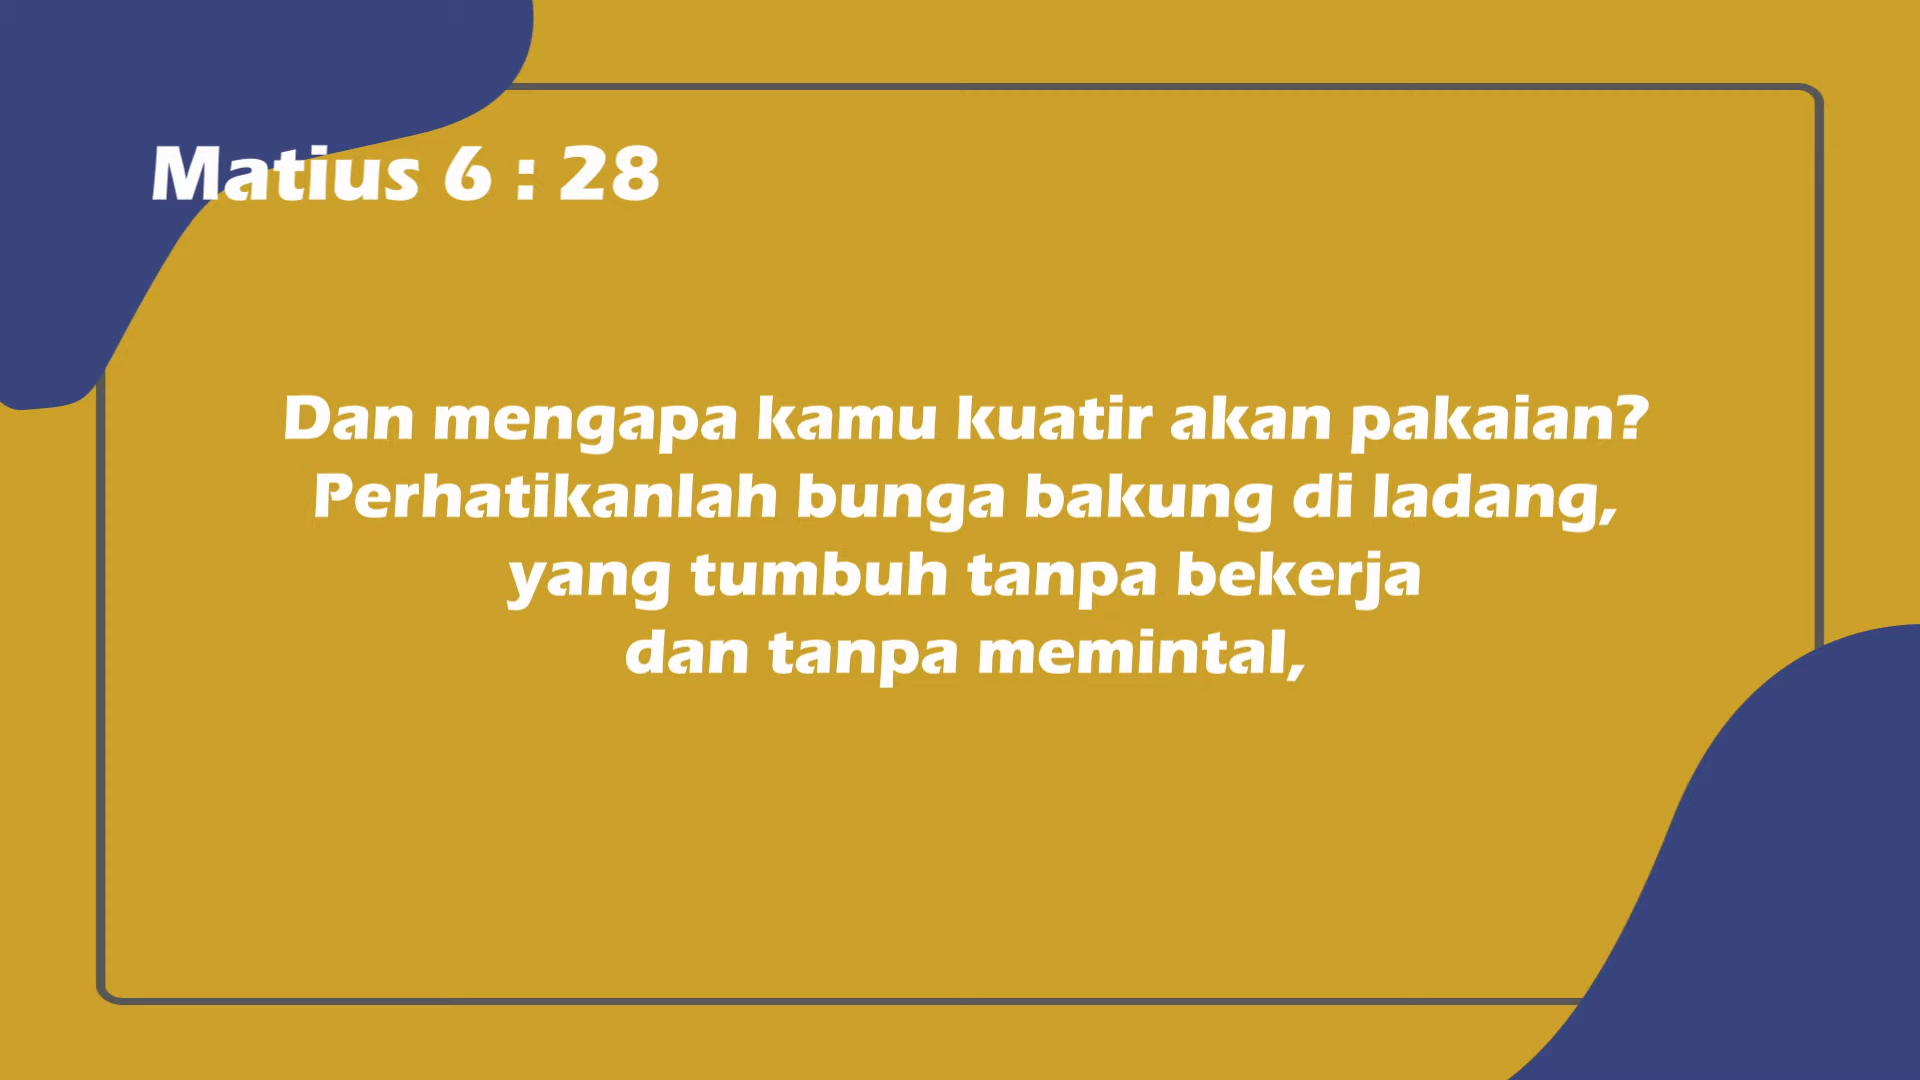 Matius 6 : 28
Dan mengapa kamu kuatir akan pakaian?
Perhatikanlah bunga bakung di ladang,
yang tumbuh tanpa bekerja
dan tanpa memintal,